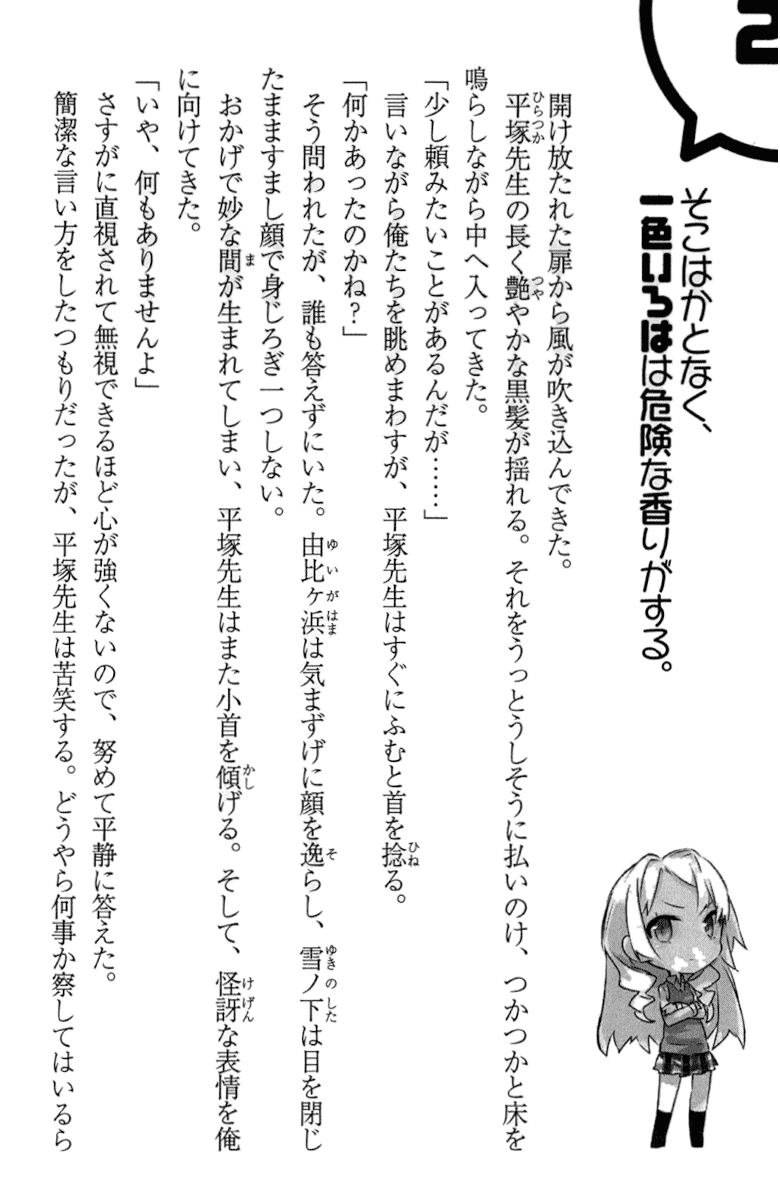 2
そこはかとなく、
一色いろはは危険な香りがする。
開け放たれた扉から風が吹き込んできた。
平塚先生の長く艶やかな黒髪が揺れる。それをうっとうしそうに払いのけ、つかつかと床を
鳴らしながら中へ入ってきた。
「少し頼みたいことがあるんだが……」
言いながら俺たちを眺めまわすが、平塚先生はすぐにふむと首を捻る。
「何かあったのかね？」
そう問われたが、誰も答えずにいた。由比ヶ浜は気まずげに顔を逸らし、雪ノ下は目を閉じ
たまますまし顔で身じろぎ一つしない。
おかげで妙な間が生まれてしまい、平塚先生はまた小首を傾げる。そして、怪訝な表情を俺
に向けてきた。
「いや、何もありませんよ」
さすがに直視されて無視できるほど心が強くないので、努めて平静に答えた。
簡潔な言い方をしたつもりだったが、平塚先生は苦笑する。どうやら何事か察してはいるら